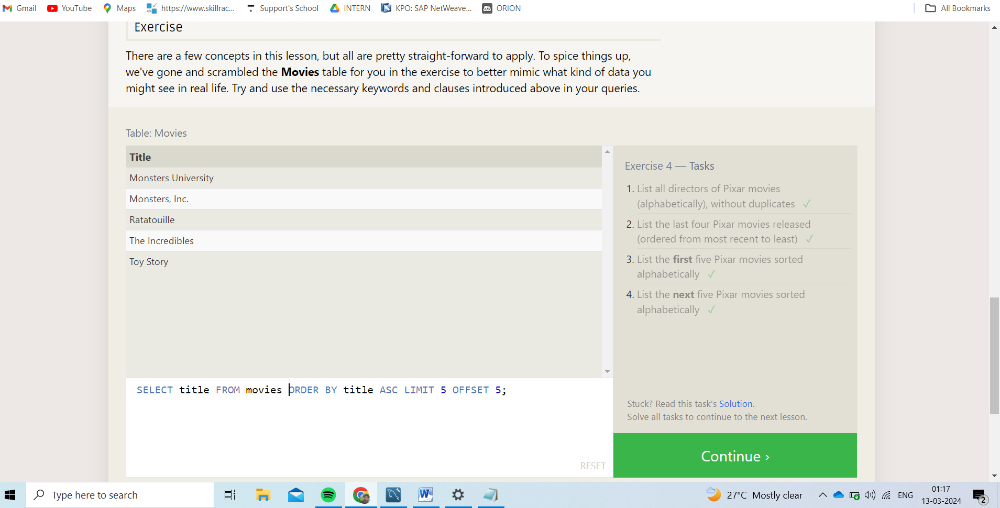 Gmail YouTube Maps https://www.skillrac... Support's School INTERN KPO: SAP NetWeave... ORION All Bookmarks
Exercise
There are a few concepts in this lesson, but all are pretty straight-forward to apply. To spice things up,
we've gone and scrambled the Movies table for you in the exercise to better mimic what kind of data you
might see in real life. Try and use the necessary keywords and clauses introduced above in your queries.
Table: Movies
Title
Monsters University
Monsters, Inc.
Ratatouille
The Incredibles
Toy Story
SELECT title FROM movies ORDER BY title ASC LIMIT 5 OFFSET 5;
RESET
Exercise 4 — Tasks
1. List all directors of Pixar movies
(alphabetically), without duplicates ✓
2. List the last four Pixar movies released
(ordered from most recent to least) ✓
3. List the first five Pixar movies sorted
alphabetically ✓
4. List the next five Pixar movies sorted
alphabetically ✓
Stuck? Read this task's Solution.
Solve all tasks to continue to the next lesson.
Continue ›
Type here to search
27°C Mostly clear
ENG
01:17
13-03-2024
2